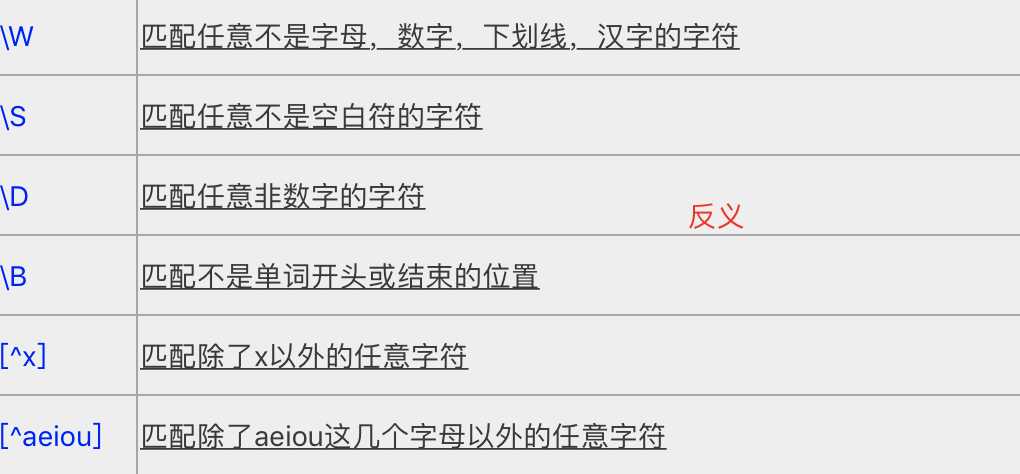 \W 匹配任意不是字母，数字，下划线，汉字的字符
\S 匹配任意不是空白符的字符
\D 匹配任意非数字的字符
反义
\B 匹配不是单词开头或结束的位置
[^x] 匹配除了x以外的任意字符
[^aeiou] 匹配除了aeiou这几个字母以外的任意字符